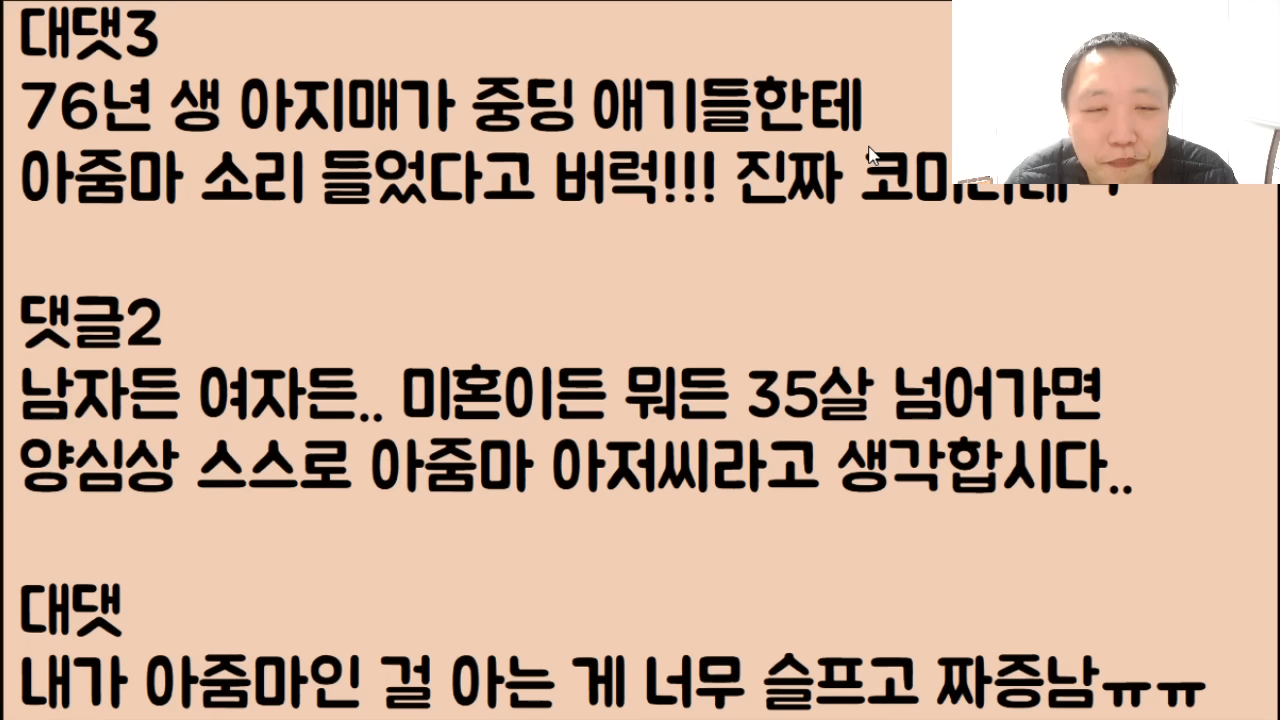 대댓3
76년 생 아지매가 중딩 애기들한테
아줌마 소리 들었다고 버럭!!! 진짜
댓글2
남자든 여자든.. 미혼이든 뭐든 35살 넘어가면
양심상 스스로 아줌마 아저씨라고 생각합시다..
대댓
내가 아줌마인 걸 아는 게 너무 슬프고 짜증남ㅠㅠ